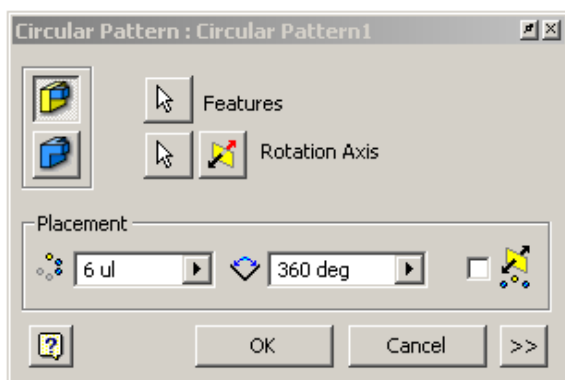 Circular Pattern : Circular Pattern1
Features
Rotation Axis
Placement
6 ul
360 deg
?
OK
Cancel
>>